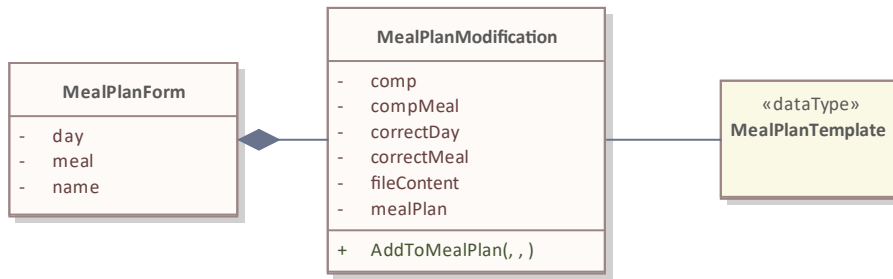 MealPlanForm
- day
- meal
- name
MealPlanModification
- comp
- compMeal
- correctDay
- correctMeal
- fileContent
- mealPlan
+ AddToMealPlan(, , )
«dataType»
MealPlanTemplate